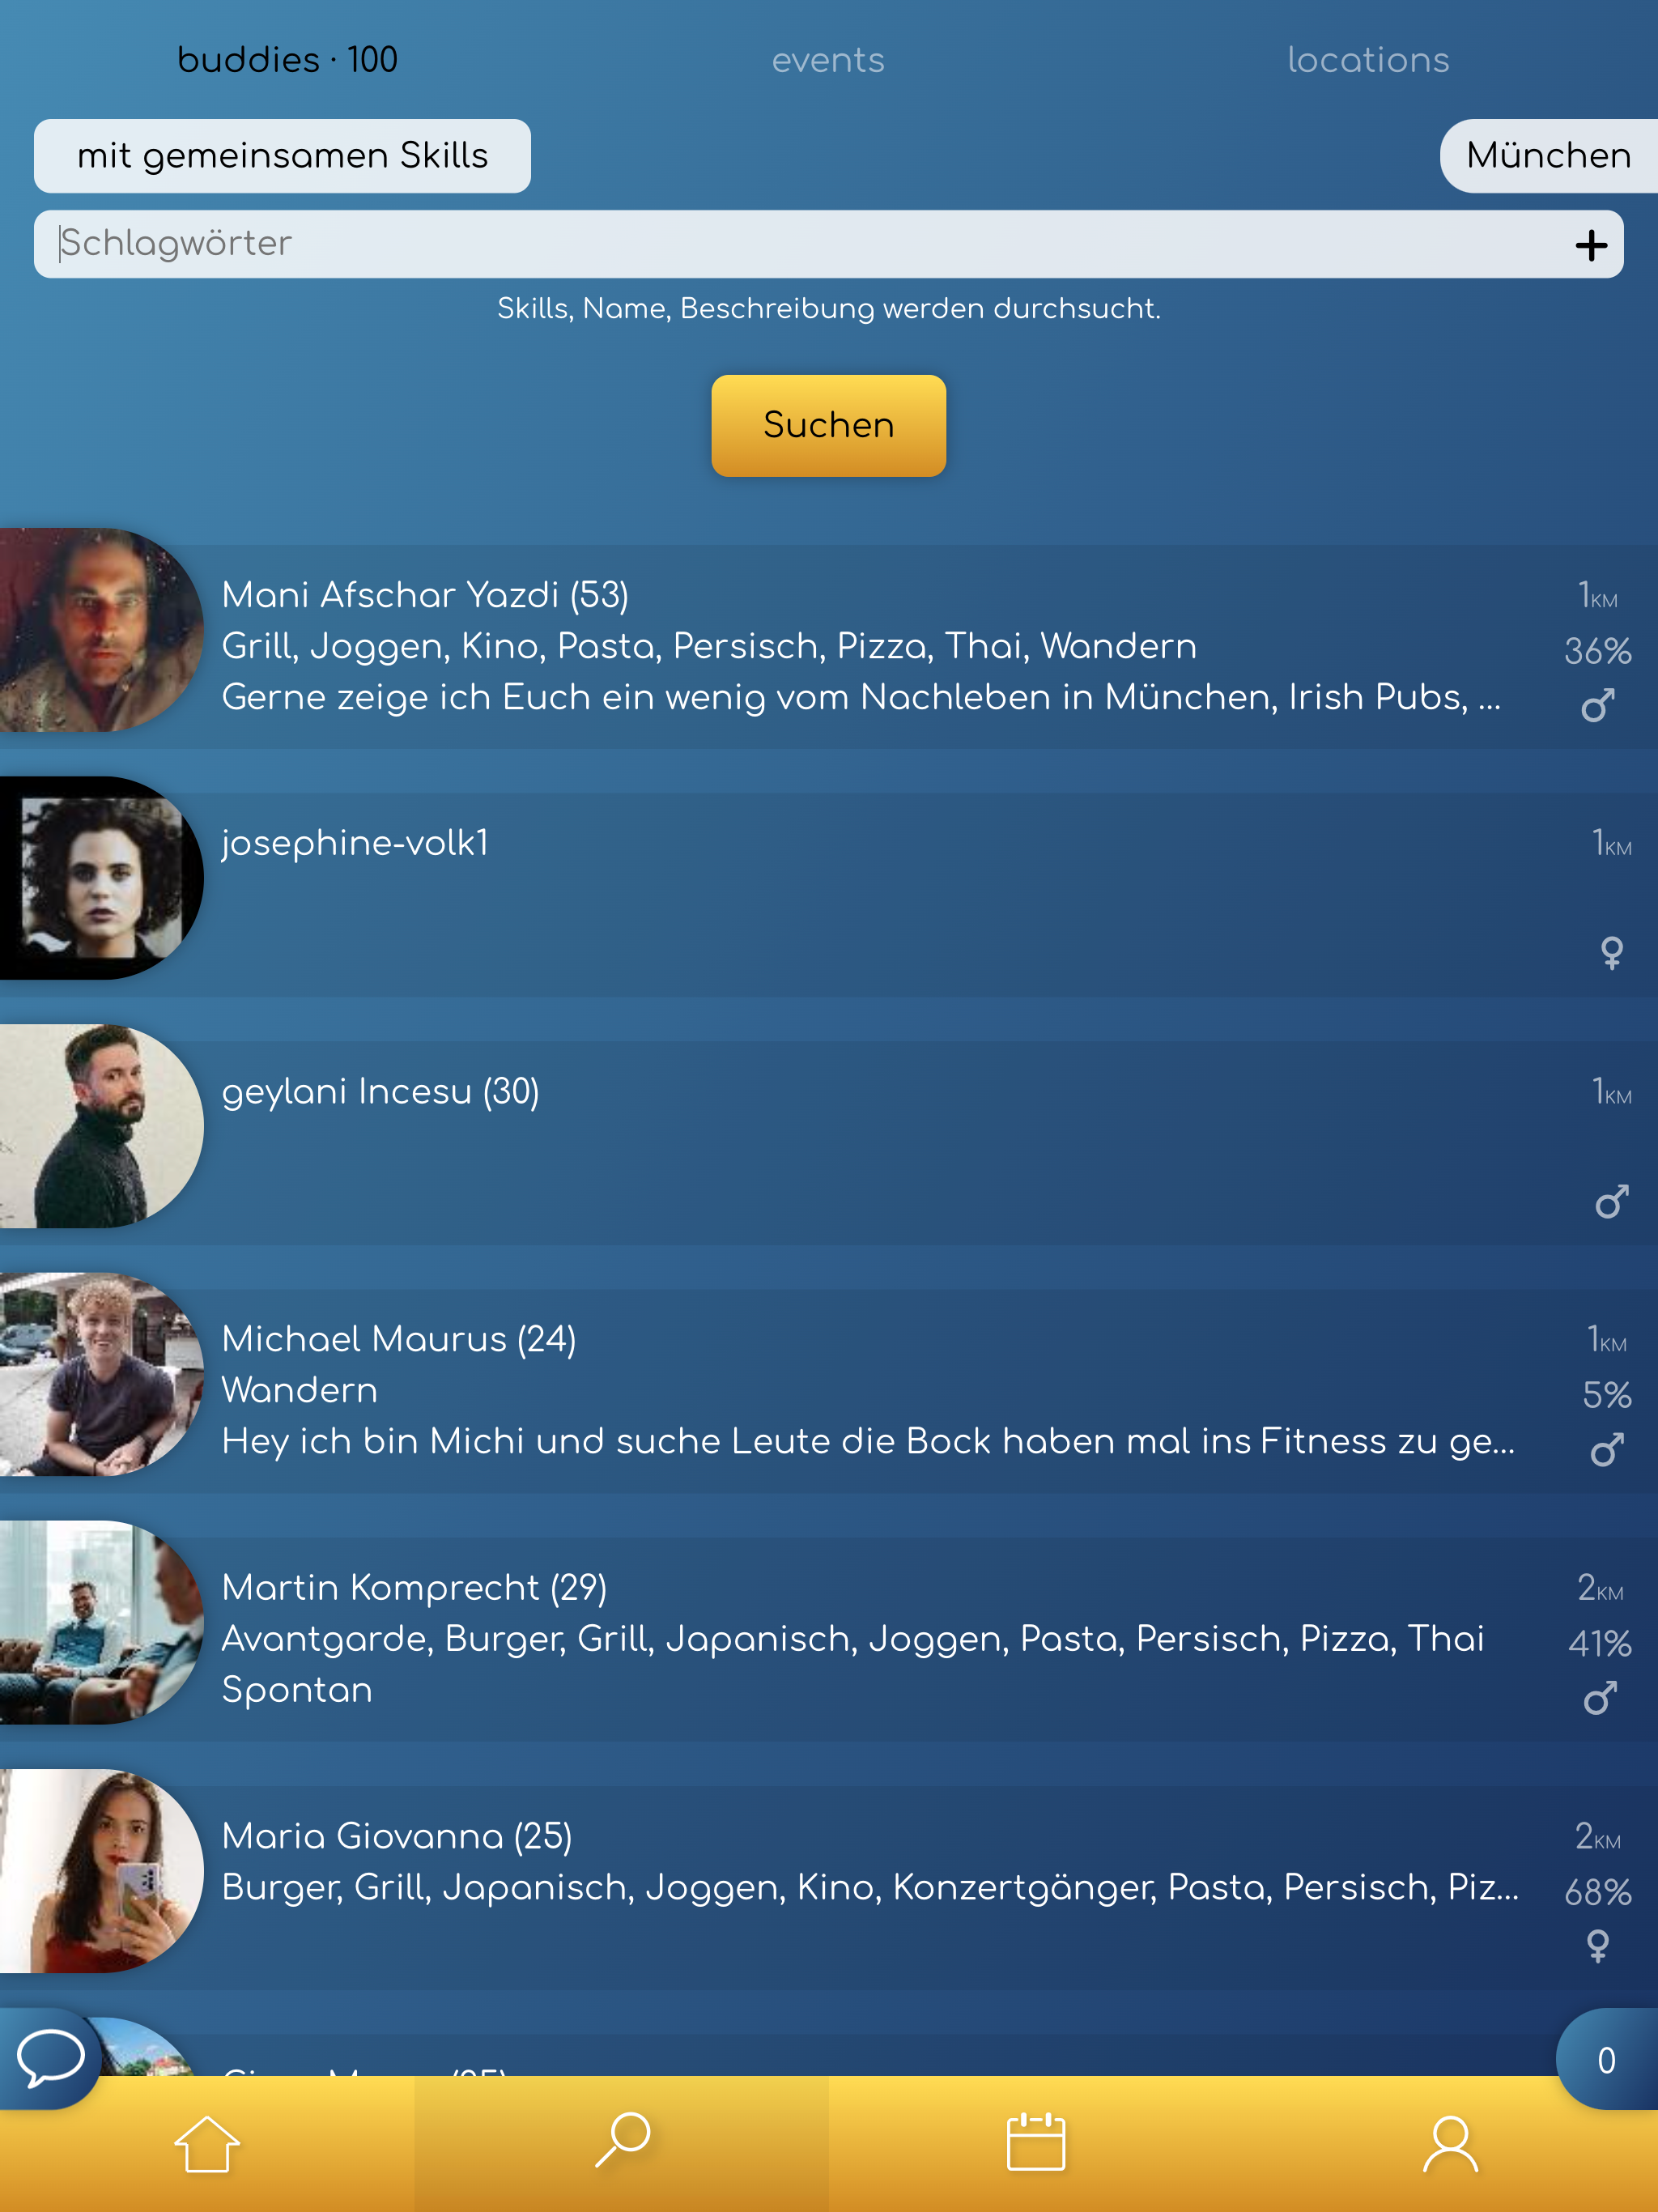 buddies · 100
events
locations
mit gemeinsamen Skills
München
Schlagwörter
Skills, Name, Beschreibung werden durchsucht.
Suchen
Mani Afschar Yazdi (53)
1KM
Grill, Joggen, Kino, Pasta, Persisch, Pizza, Thai, Wandern
36%
Gerne zeige ich Euch ein wenig vom Nachleben in München, Irish Pubs, ...
josephine-volk1
1KM
geylani Incesu (30)
1KM
Michael Maurus (24)
1KM
Wandern
5%
Hey ich bin Michi und suche Leute die Bock haben mal ins Fitness zu ge...
Martin Komprecht (29)
2KM
Avantgarde, Burger, Grill, Japanisch, Joggen, Pasta, Persisch, Pizza, Thai
41%
Spontan
Maria Giovanna (25)
2KM
Burger, Grill, Japanisch, Joggen, Kino, Konzertgänger, Pasta, Persisch, Piz...
68%
0